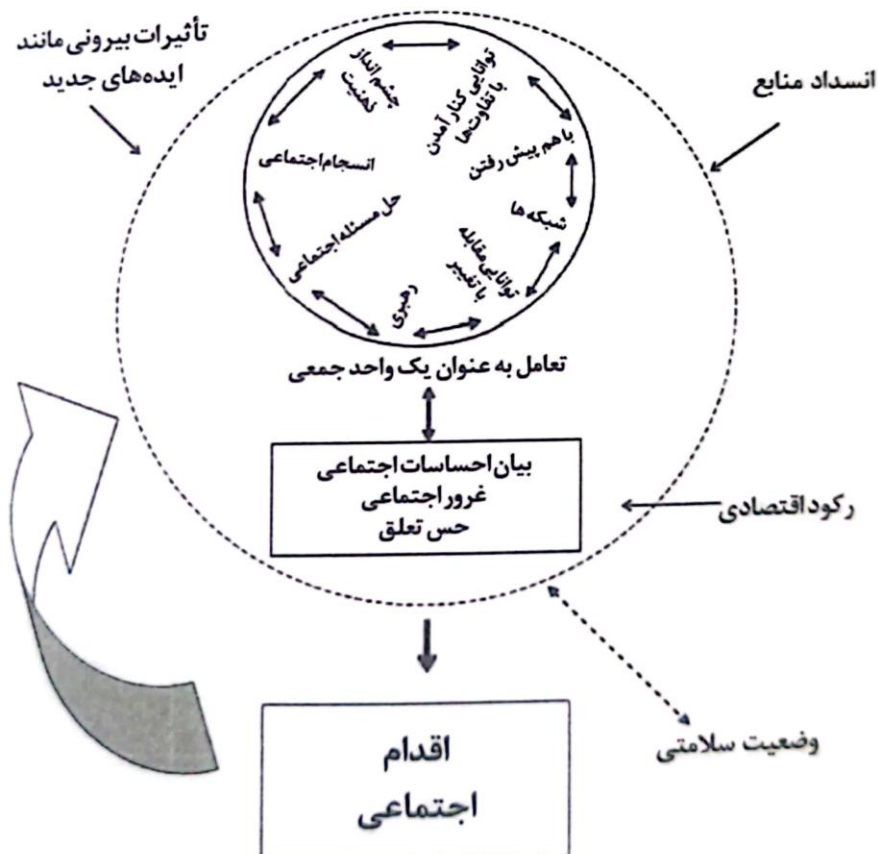 تأثیرات بیرونی مانند
ایده‌های جدید
انسداد منابع
چشم انداز
ذهنیت
توانایی کنار آمدن
با تفاوت‌ها
با هم پیش رفتن
شبکه ها
توانایی مقابله
با تغییر
رهبری
حل مسئله اجتماعی
انسجام اجتماعی
تعامل به عنوان یک واحد جمعی
بیان احساسات اجتماعی
غرور اجتماعی
حس تعلق
رکود اقتصادی
وضعیت سلامتی
اقدام
اجتماعی